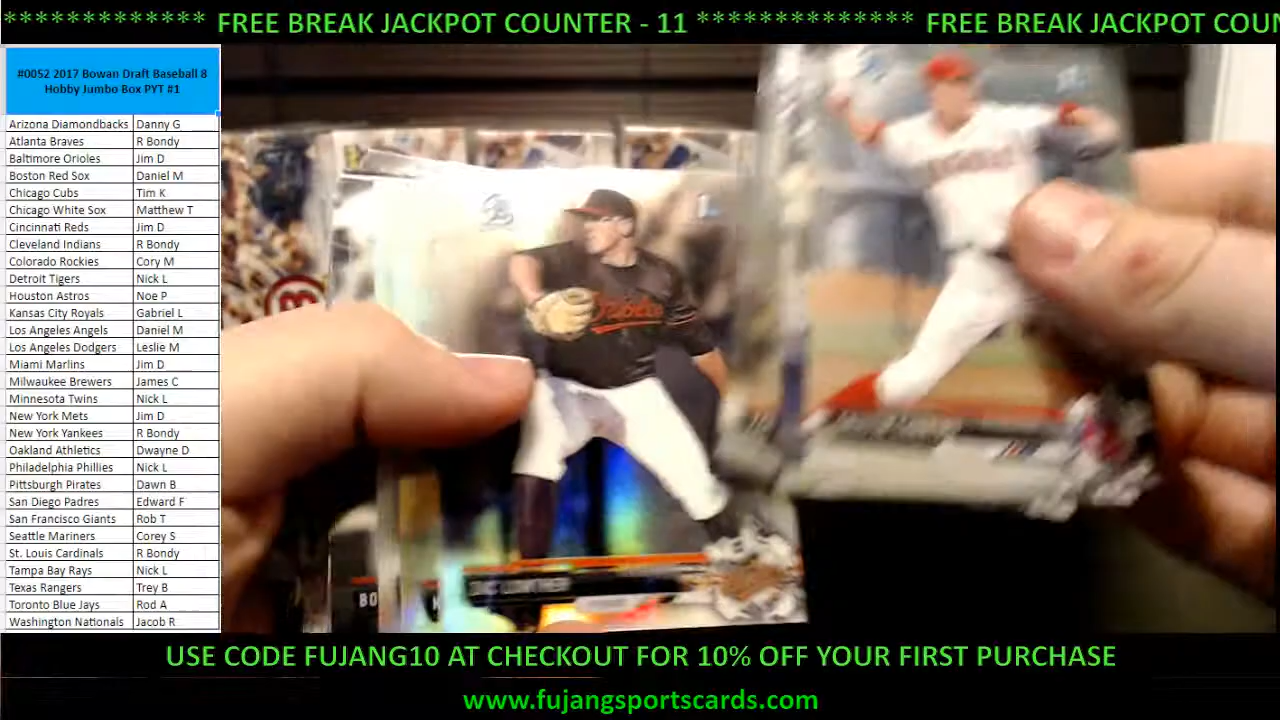 ************* FREE BREAK JACKPOT COUNTER - 11 ************** FREE BREAK JACKPOT COUN
#0052 2017 Bowan Draft Baseball 8
Hobby Jumbo Box PYT #1
Arizona Diamondbacks Danny G
Atlanta Braves R Bondy
Baltimore Orioles Jim D
Boston Red Sox Daniel M
Chicago Cubs Tim K
Chicago White Sox Matthew T
Cincinnati Reds Jim D
Cleveland Indians R Bondy
Colorado Rockies Cory M
Detroit Tigers Nick L
Houston Astros Noe P
Kansas City Royals Gabriel L
Los Angeles Angels Daniel M
Los Angeles Dodgers Leslie M
Miami Marlins Jim D
Milwaukee Brewers James C
Minnesota Twins Nick L
New York Mets Jim D
New York Yankees R Bondy
Oakland Athletics Dwayne D
Philadelphia Phillies Nick L
Pittsburgh Pirates Dawn B
San Diego Padres Edward F
San Francisco Giants Rob T
Seattle Mariners Corey S
St. Louis Cardinals R Bondy
Tampa Bay Rays Nick L
Texas Rangers Trey B
Toronto Blue Jays Rod A
Washington Nationals Jacob R
Orioles
BO
USE CODE FUJANG10 AT CHECKOUT FOR 10% OFF YOUR FIRST PURCHASE
www.fujangsportscards.com